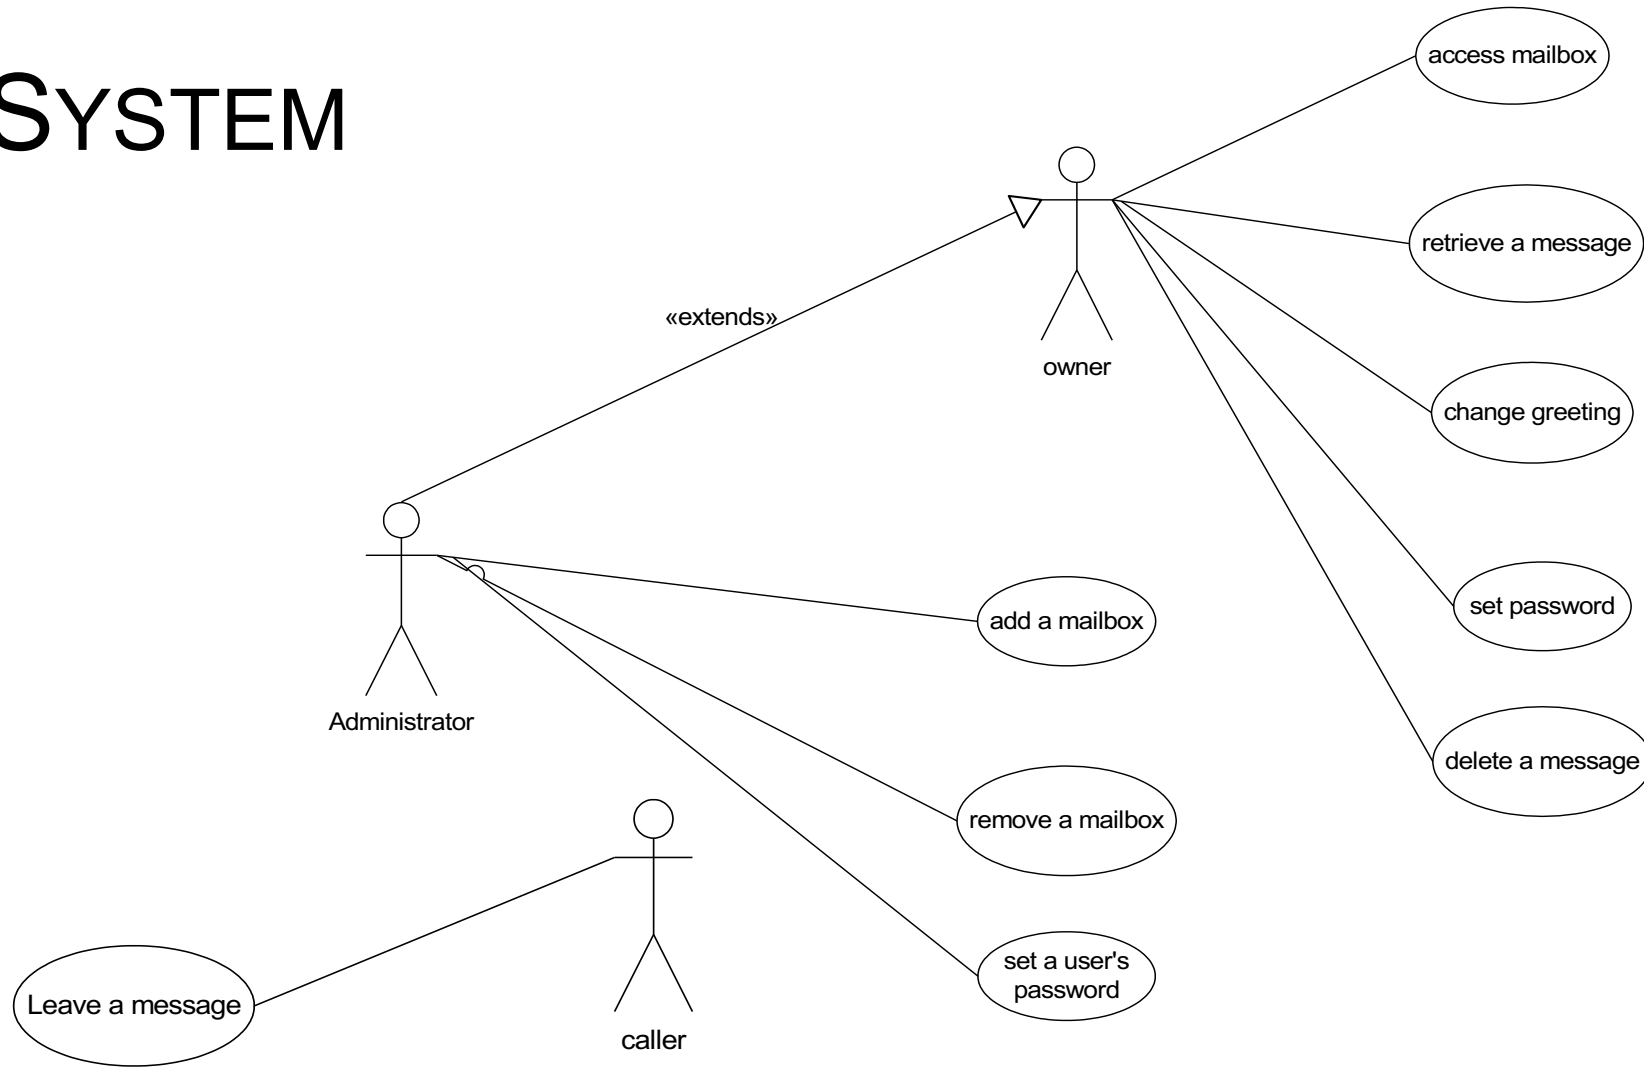 SYSTEM
access mailbox
retrieve a message
«extends»
owner
change greeting
set password
add a mailbox
Administrator
delete a message
remove a mailbox
set a user's
password
Leave a message
caller